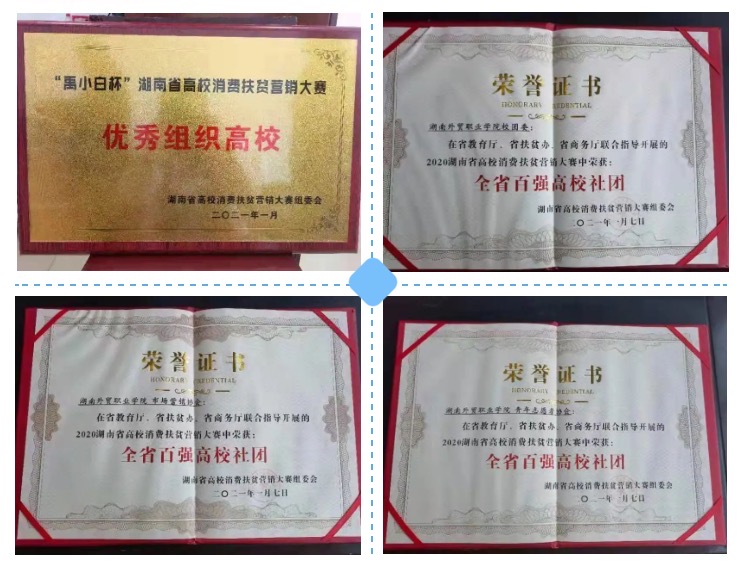 “禹小白杯”湖南省高校消费扶贫营销大赛
优秀组织高校
湖南省高校消费扶贫营销大赛组委会
二〇二一年一月
荣誉证书
HONORARY CREDENTIAL
湖南外贸职业学院校团委：
在省教育厅、省扶贫办、省商务厅联合指导开展的
2020湖南省高校消费扶贫营销大赛中荣获：
全省百强高校社团
湖南省高校消费扶贫营销大赛组委会
二〇二一年一月七日
荣誉证书
HONORARY CREDENTIAL
湖南外贸职业学院 市场营销协会：
在省教育厅、省扶贫办、省商务厅联合指导开展的
2020湖南省高校消费扶贫营销大赛中荣获：
全省百强高校社团
湖南省高校消费扶贫营销大赛组委会
二〇二一年一月七日
荣誉证书
HONORARY CREDENTIAL
湖南外贸职业学院 青年志愿者协会：
在省教育厅、省扶贫办、省商务厅联合指导开展的
2020湖南省高校消费扶贫营销大赛中荣获：
全省百强高校社团
湖南省高校消费扶贫营销大赛组委会
二〇二一年一月七日